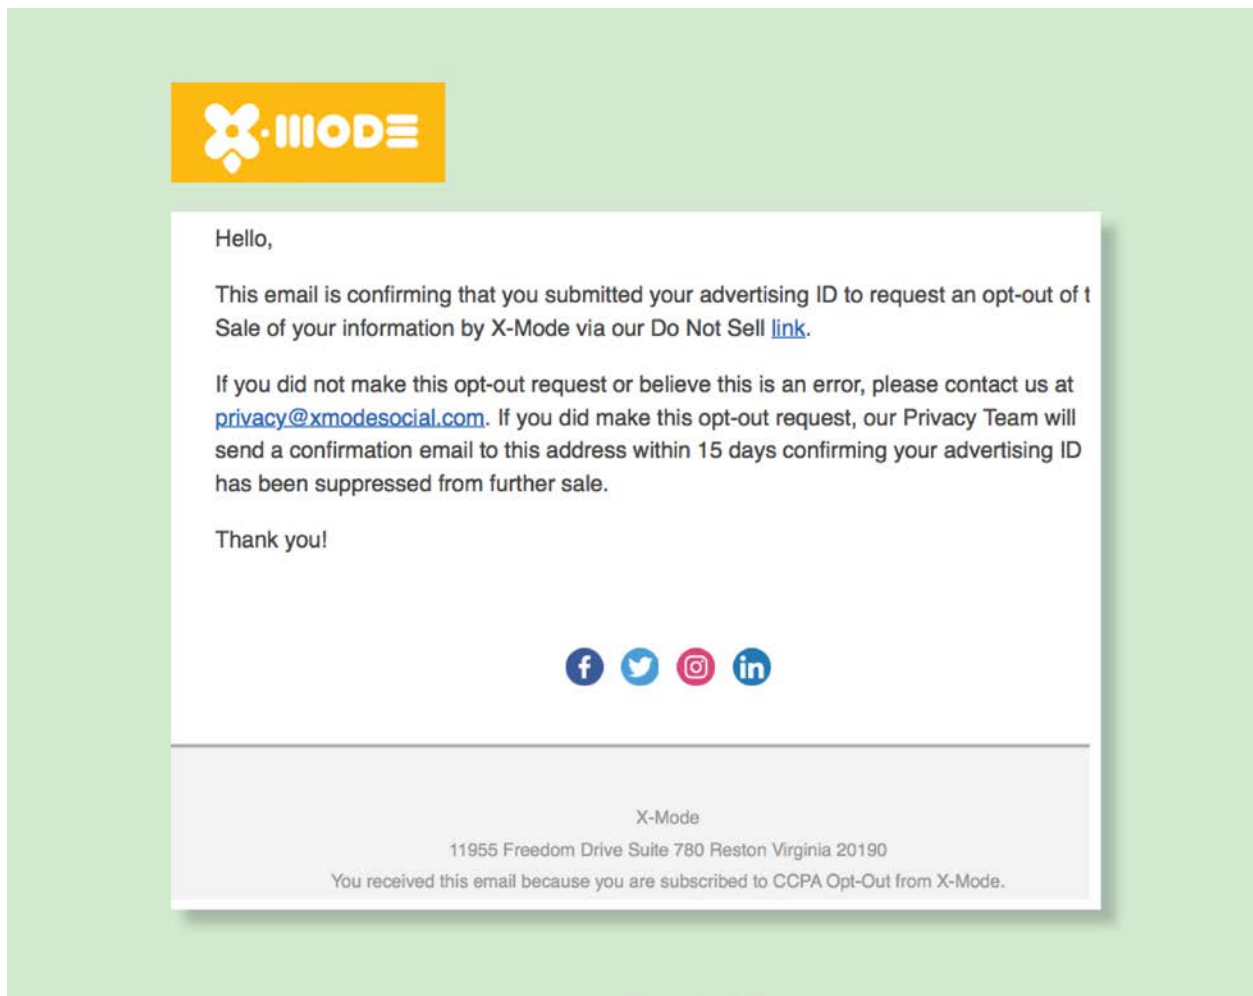 X·MODE
Hello,
This email is confirming that you submitted your advertising ID to request an opt-out of t
Sale of your information by X-Mode via our Do Not Sell link.
If you did not make this opt-out request or believe this is an error, please contact us at
privacy@xmodesocial.com. If you did make this opt-out request, our Privacy Team will
send a confirmation email to this address within 15 days confirming your advertising ID
has been suppressed from further sale.
Thank you!
f in
X-Mode
11955 Freedom Drive Suite 780 Reston Virginia 20190
You received this email because you are subscribed to CCPA Opt-Out from X-Mode.